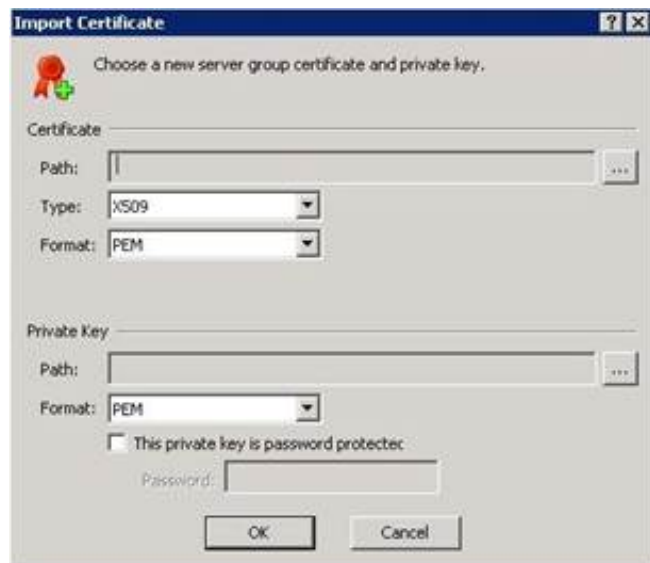 Import Certificate
Choose a new server group certificate and private key.
Certificate
Path:
...
Type: X509
Format: PEM
Private Key
Path:
...
Format: PEM
This private key is password protected
Password:
OK Cancel